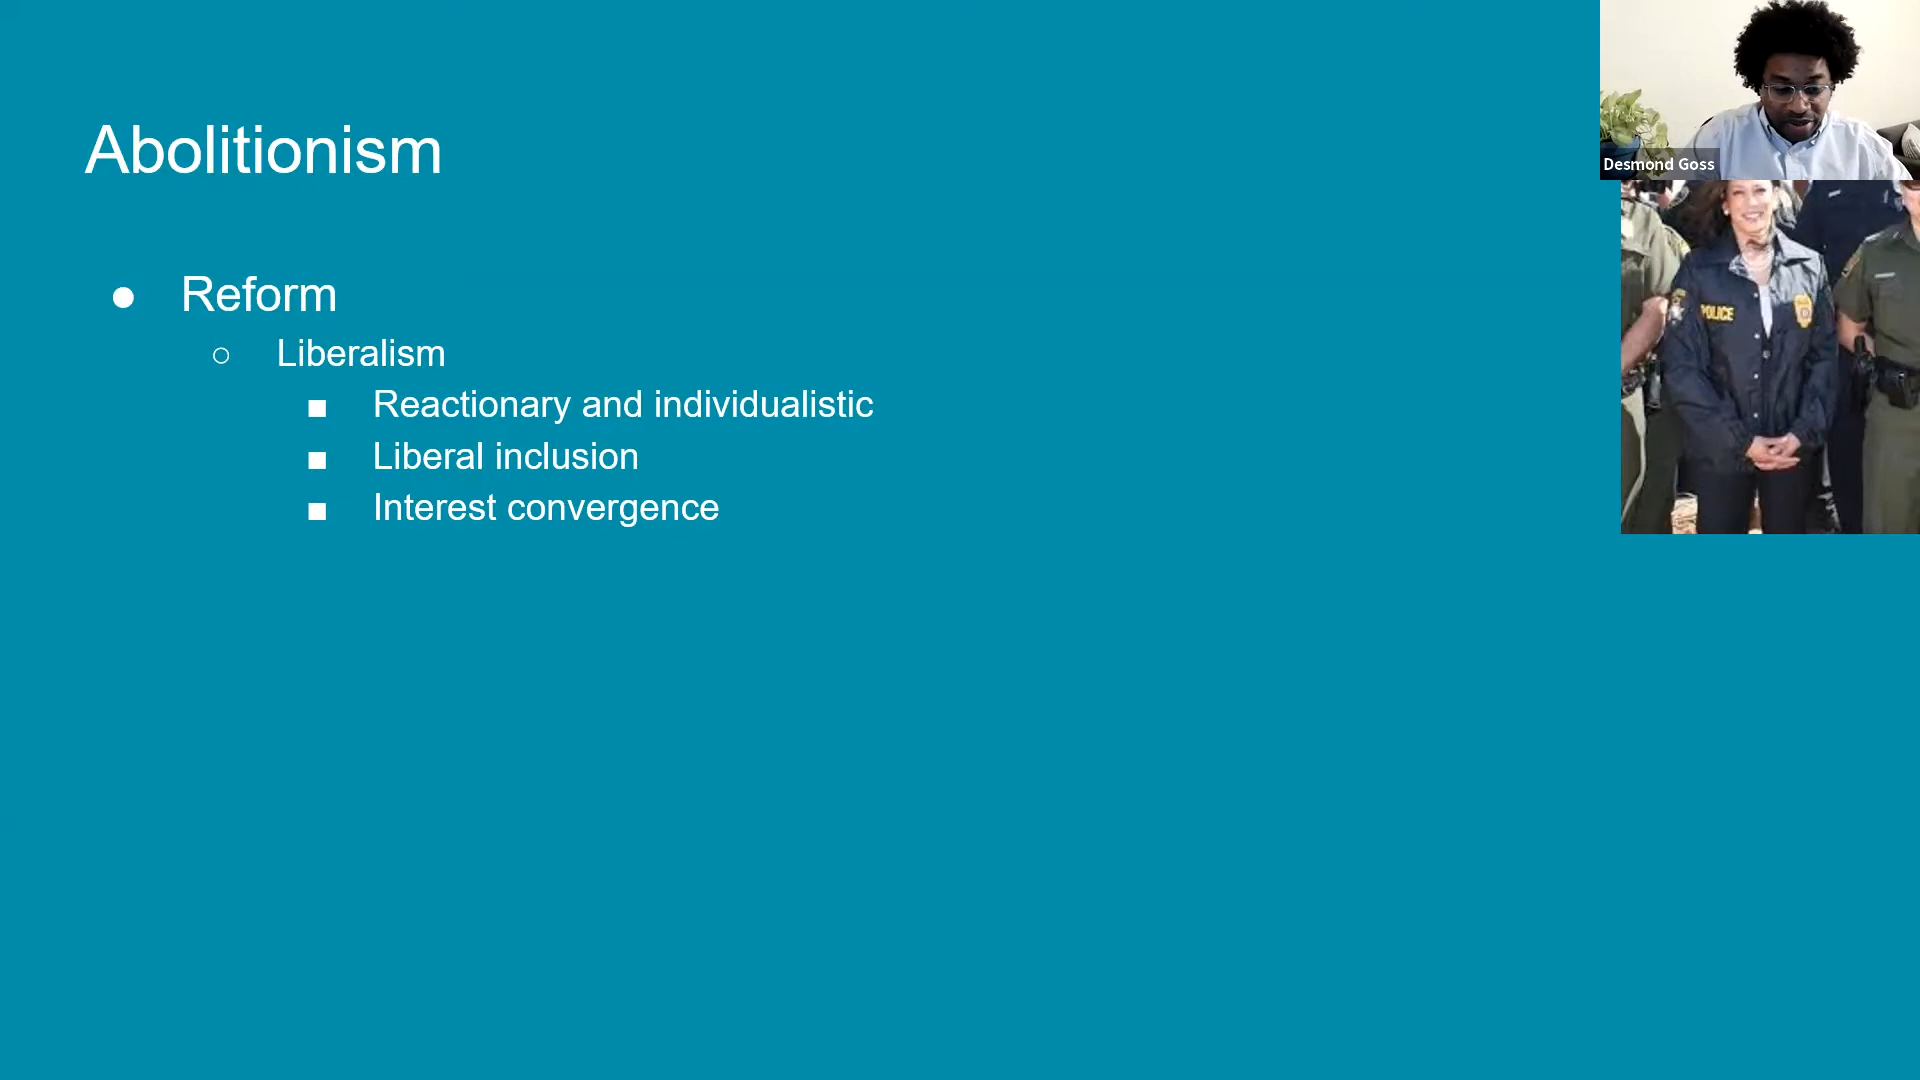 Abolitionism
● Reform
○ Liberalism
■ Reactionary and individualistic
■ Liberal inclusion
■ Interest convergence
Desmond Goss
POLICE